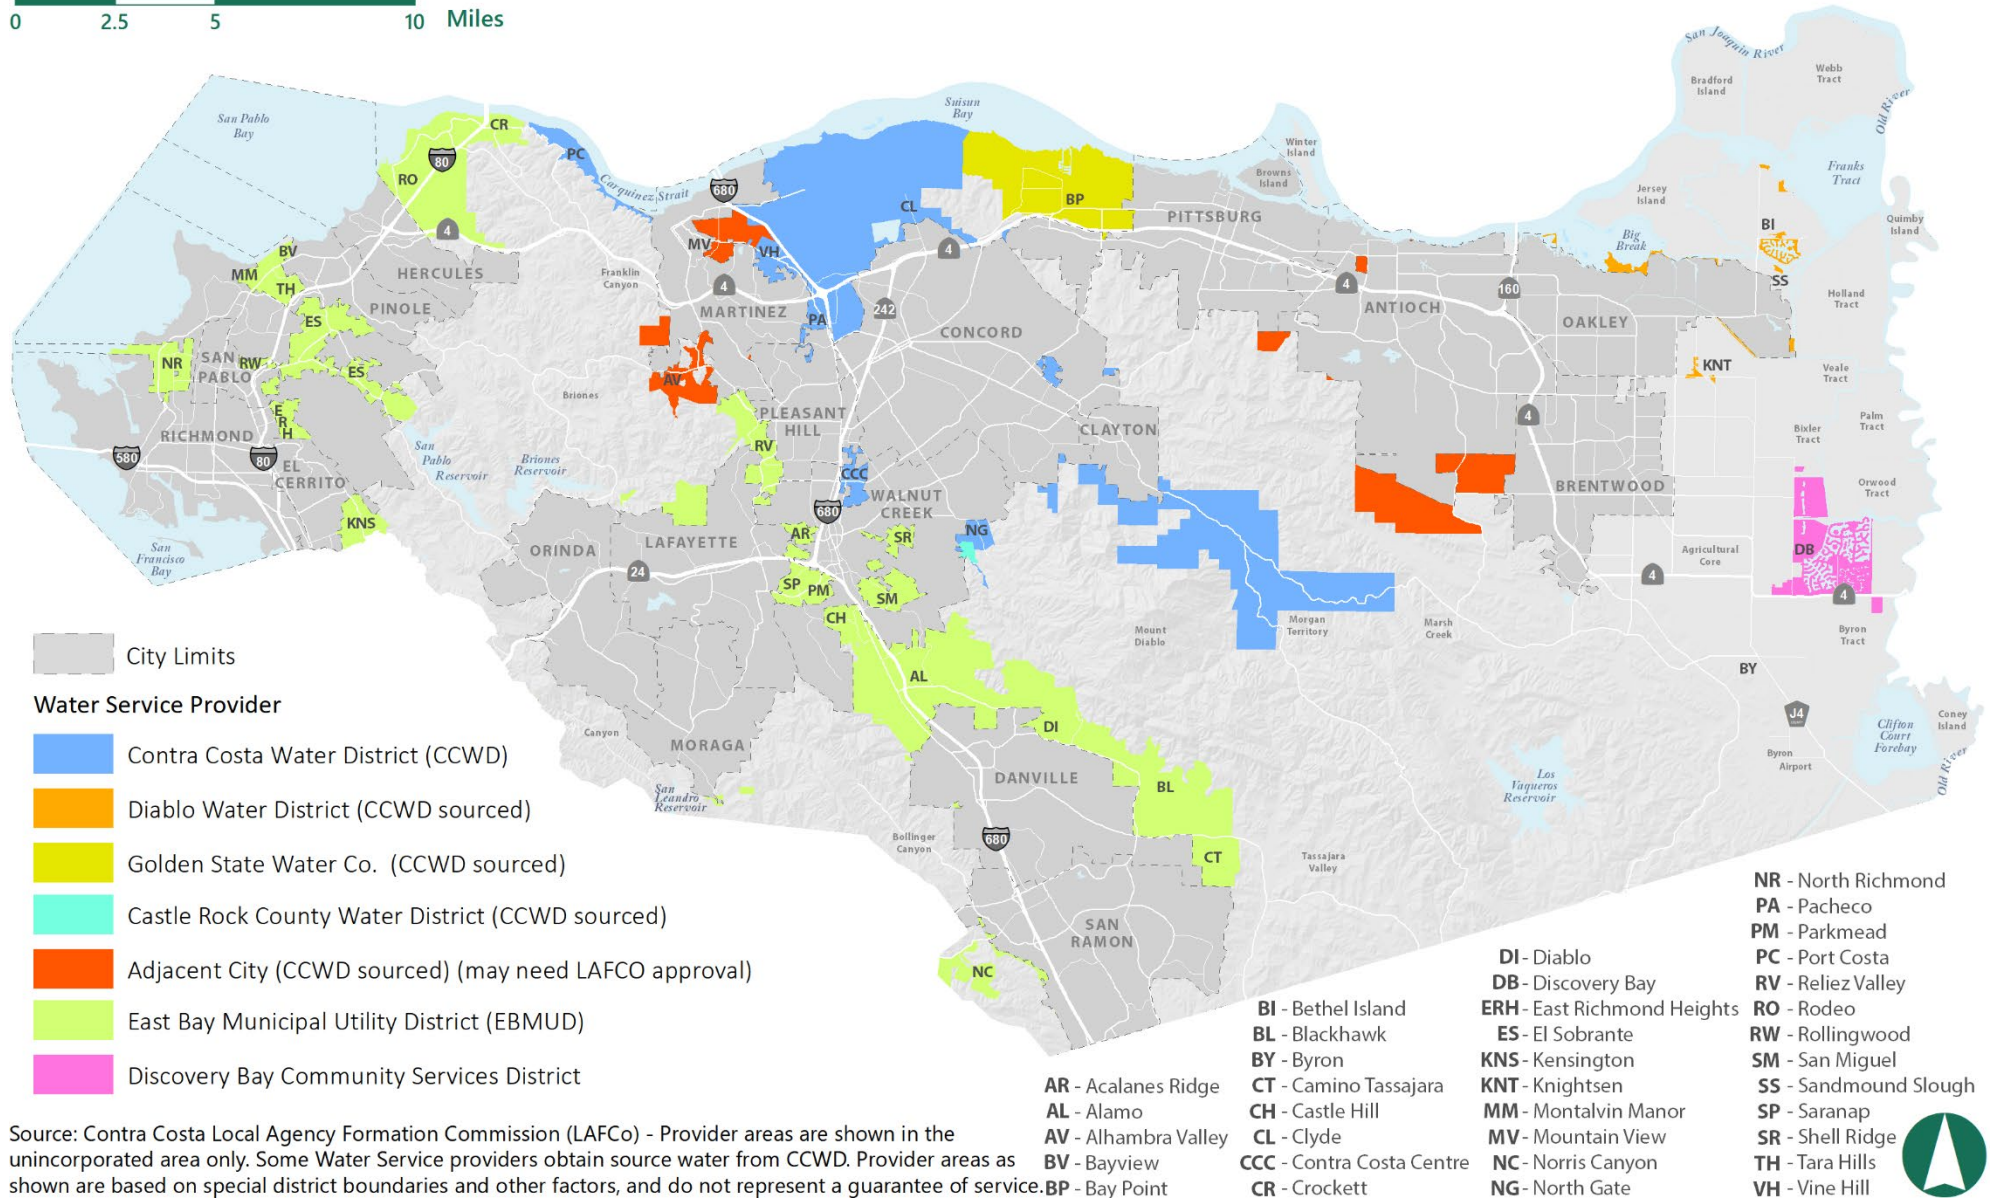 0 2.5 5 10 Miles
San Joaquin River
Webb
Tract
Bradford
Island
Old River
San Pablo
Bay
Suisun
Bay
CR
80
PC
RO
Carquinez Strait
680
Winter
Island
Browns
Island
Franks
Tract
Jersey
Island
CL
BP
PITTSBURG
BI
Quimby
Island
4
MV
VH
4
Big
Break
BV
MM
TH
HERCULES
Franklin
Canyon
4
4
SS
160
ES
PINOLE
MARTINEZ
PA
242
CONCORD
ANTIOCH
OAKLEY
Holland
Tract
NR
SAN
PABLO
RW
ES
AV
Briones
KNT
Veale
Tract
E
R
H
RICHMOND
PLEASANT
HILL
CLAYTON
4
Palm
Tract
Bixler
Tract
580
80
EL
CERRITO
San
Pablo
Reservoir
Briones
Reservoir
RV
CCC
WALNUT
CREEK
680
BRENTWOOD
Orwood
Tract
KNS
AR
SR
NG
San
Francisco
Bay
ORINDA
LAFAYETTE
24
SP
PM
SM
DB
Agricultural
Core
4
4
CH
Mount
Diablo
Morgan
Territory
Marsh
Creek
Byron
Tract
AL
BY
DI
Canyon
MORAGA
DANVILLE
BL
J4
Clifton
Court
Forebay
Coney
Island
Old River
Byron
Airport
Los
Vaqueros
Reservoir
San
Leandro
Reservoir
Bollinger
Canyon
680
CT
Tassajara
Valley
SAN
RAMON
NC
City Limits
Water Service Provider
Contra Costa Water District (CCWD)
Diablo Water District (CCWD sourced)
Golden State Water Co. (CCWD sourced)
Castle Rock County Water District (CCWD sourced)
Adjacent City (CCWD sourced) (may need LAFCO approval)
East Bay Municipal Utility District (EBMUD)
Discovery Bay Community Services District
Source: Contra Costa Local Agency Formation Commission (LAFCo) - Provider areas are shown in the
unincorporated area only. Some Water Service providers obtain source water from CCWD. Provider areas as
shown are based on special district boundaries and other factors, and do not represent a guarantee of service.
AR - Acalanes Ridge
AL - Alamo
AV - Alhambra Valley
BV - Bayview
BP - Bay Point
BI - Bethel Island
BL - Blackhawk
BY - Byron
CT - Camino Tassajara
CH - Castle Hill
CL - Clyde
CCC - Contra Costa Centre
CR - Crockett
DI - Diablo
DB - Discovery Bay
ERH - East Richmond Heights
ES - El Sobrante
KNS - Kensington
KNT - Knightsen
MM - Montalvin Manor
MV - Mountain View
NC - Norris Canyon
NG - North Gate
NR - North Richmond
PA - Pacheco
PM - Parkmead
PC - Port Costa
RV - Reliez Valley
RO - Rodeo
RW - Rollingwood
SM - San Miguel
SS - Sandmound Slough
SP - Saranap
SR - Shell Ridge
TH - Tara Hills
VH - Vine Hill